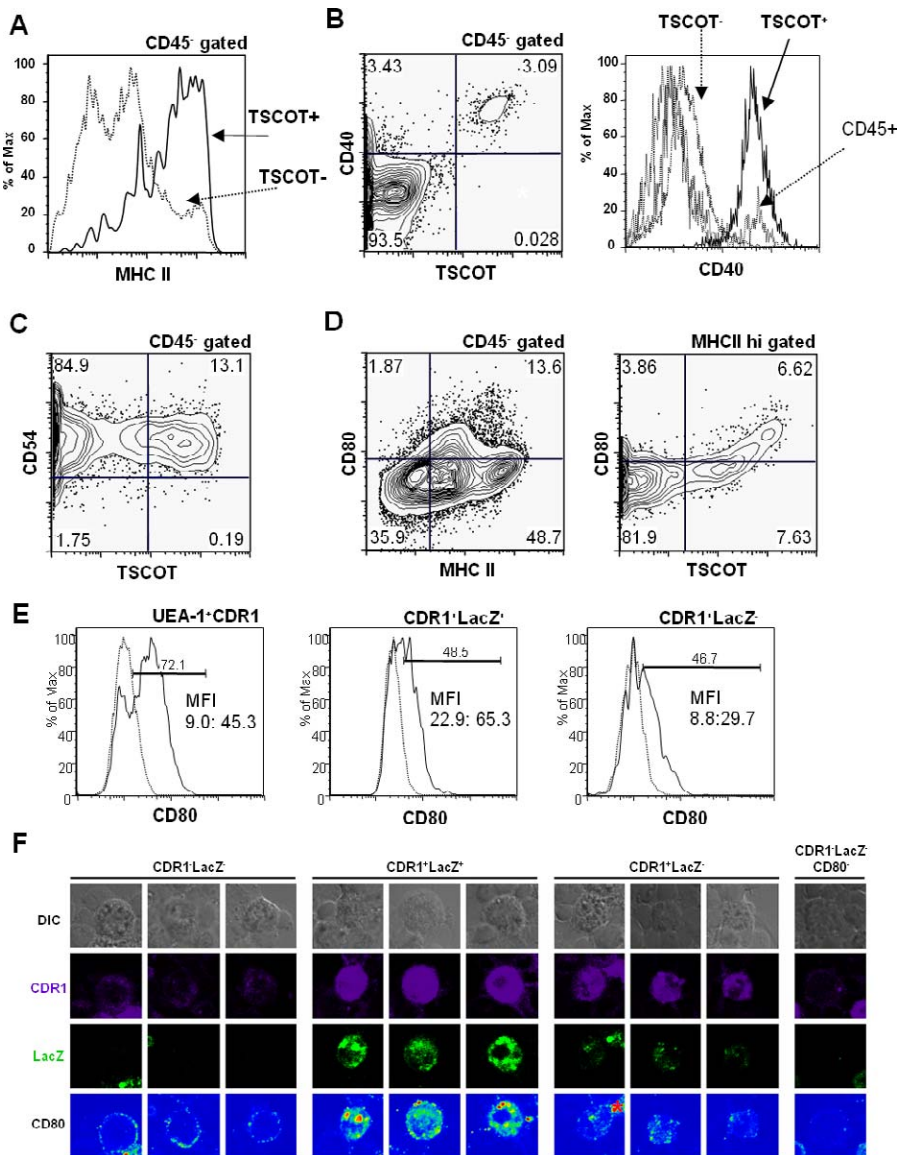 A
CD45- gated
100
80
60
40
20
0
% of Max
TSCOT+
TSCOT-
MHC II
B
CD45- gated
3.43
3.09
93.5
0.028
CD40
TSCOT
TSCOT-
TSCOT+
CD45+
100
80
60
40
20
0
% of Max
CD40
C
CD45- gated
84.9
13.1
1.75
0.19
CD54
TSCOT
D
CD45- gated
1.87
13.6
35.9
48.7
CD80
MHC II
MHCII hi gated
3.86
6.62
81.9
7.63
CD80
TSCOT
E
UEA-1+CDR1
100
80
60
40
20
0
% of Max
72.1
MFI
9.0: 45.3
CD80
CDR1+LacZ+
100
80
60
40
20
0
% of Max
48.5
MFI
22.9: 65.3
CD80
CDR1+LacZ-
100
80
60
40
20
0
% of Max
46.7
MFI
8.8:29.7
CD80
F
CDR1-LacZ-
CDR1+LacZ+
CDR1+LacZ-
CDR1-LacZ-
CD80-
DIC
CDR1
LacZ
CD80